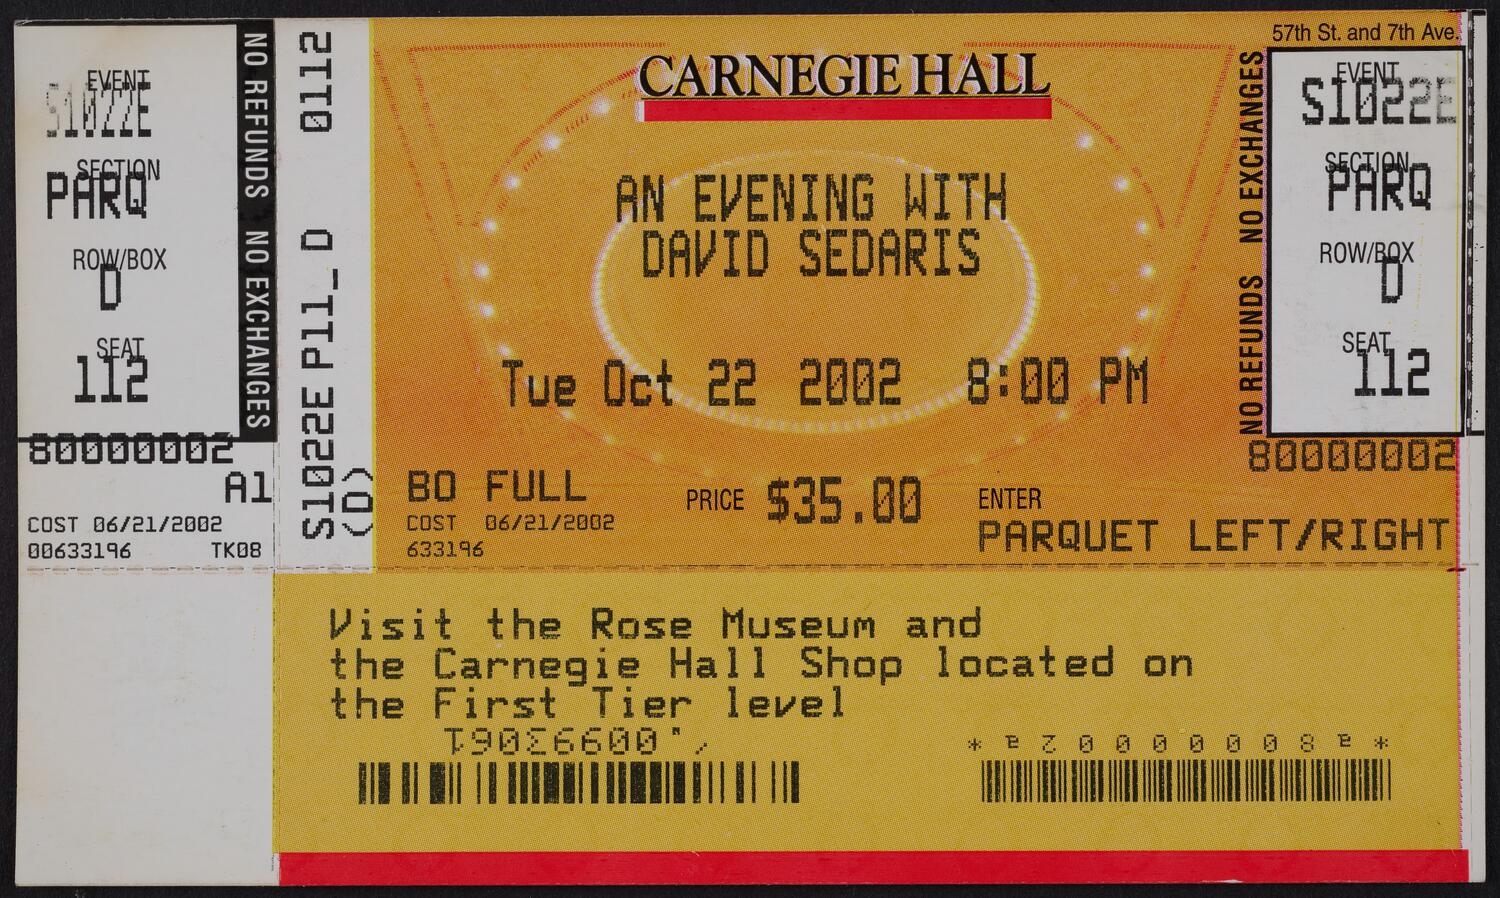 EVENT
S1022E
SECTION
PARQ
ROW/BOX
D
SEAT
112
80000002
A1
COST 06/21/2002
00633196 TK08
NO REFUNDS NO EXCHANGES
S1022E P11_D 0112
(D)
CARNEGIE HALL
AN EVENING WITH
DAVID SEDARIS
Tue Oct 22 2002 8:00 PM
BO FULL
COST 06/21/2002
633196
PRICE $35.00
ENTER
PARQUET LEFT/RIGHT
57th St. and 7th Ave.
NO REFUNDS NO EXCHANGES
EVENT
S1022E
SECTION
PARQ
ROW/BOX
D
SEAT
112
80000002
Visit the Rose Museum and
the Carnegie Hall Shop located on
the First Tier level
*a80000002a*